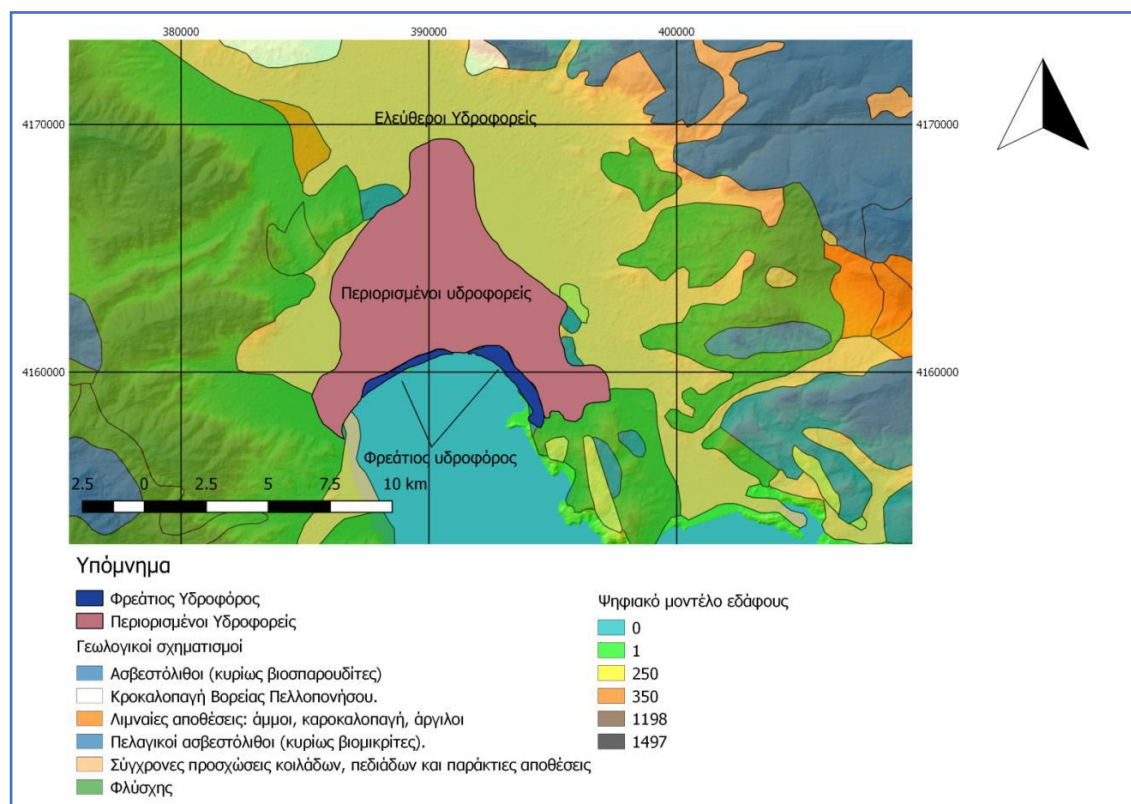 380000 390000 400000
4170000 Ελεύθεροι Υδροφορείς 4170000
Περιορισμένοι υδροφορείς
4160000 4160000
Φρεάτιος υδροφόρος
2.5 0 2.5 5 7.5 10 km
Υπόμνημα
Φρεάτιος Υδροφόρος
Περιορισμένοι Υδροφορείς
Γεωλογικοί σχηματισμοί
Ασβεστόλιθοι (κυρίως βιοσπαρουδίτες)
Κροκαλοπαγή Βορείας Πελλοπονήσου.
Λιμναίες αποθέσεις: άμμοι, καροκαλοπαγή, άργιλοι
Πελαγικοί ασβεστόλιθοι (κυρίως βιομικρίτες).
Σύγχρονες προσχώσεις κοιλάδων, πεδιάδων και παράκτιες αποθέσεις
Φλύσχης
Ψηφιακό μοντέλο εδάφους
0
1
250
350
1198
1497